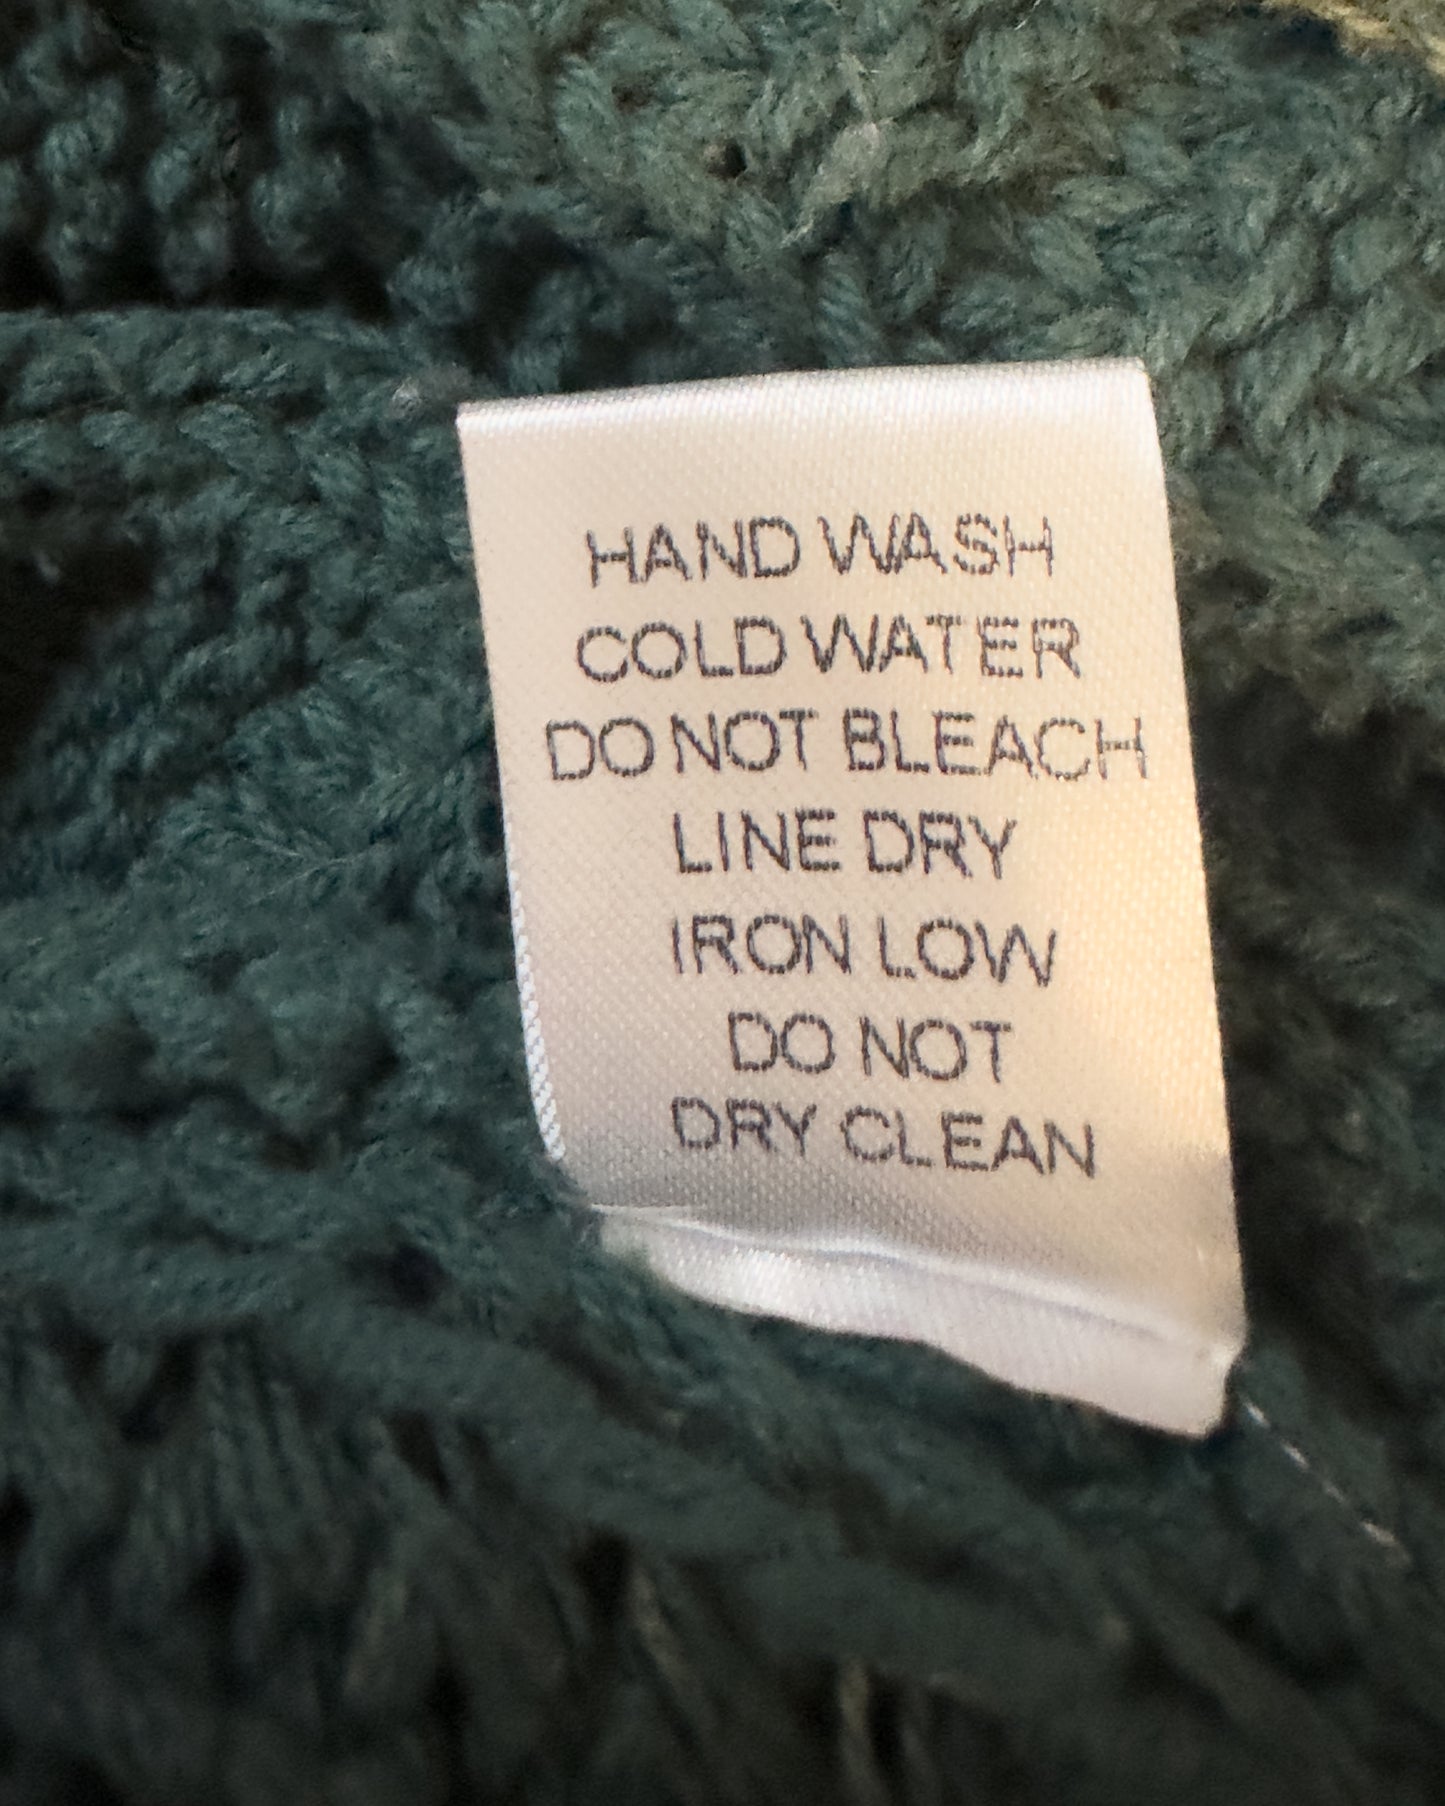 HAND WASH
COLD WATER
DO NOT BLEACH
LINE DRY
IRON LOW
DO NOT
DRY CLEAN